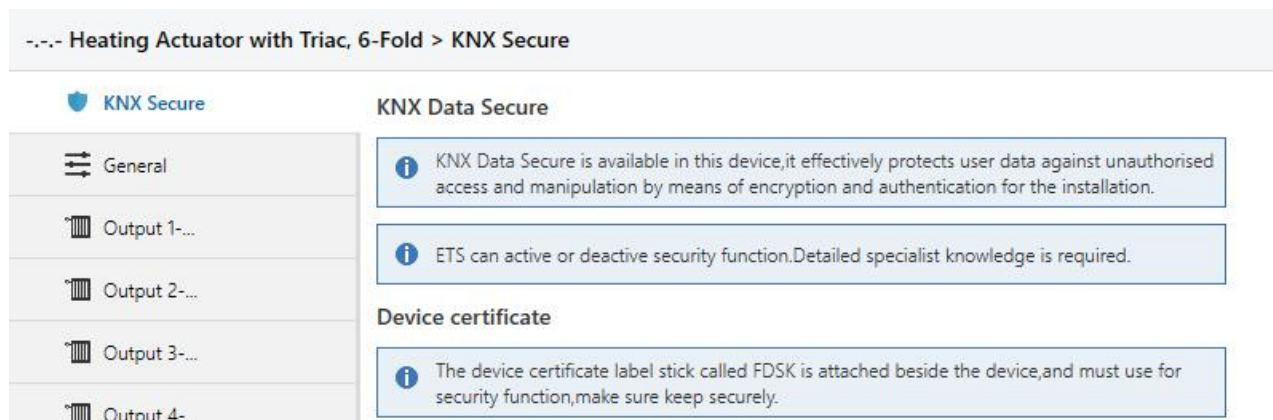 -.-.- Heating Actuator with Triac, 6-Fold > KNX Secure
KNX Secure
General
Output 1-...
Output 2-...
Output 3-...
Output 4-
KNX Data Secure
KNX Data Secure is available in this device,it effectively protects user data against unauthorised
access and manipulation by means of encryption and authentication for the installation.
ETS can active or deactive security function.Detailed specialist knowledge is required.
Device certificate
The device certificate label stick called FDSK is attached beside the device,and must use for
security function,make sure keep securely.